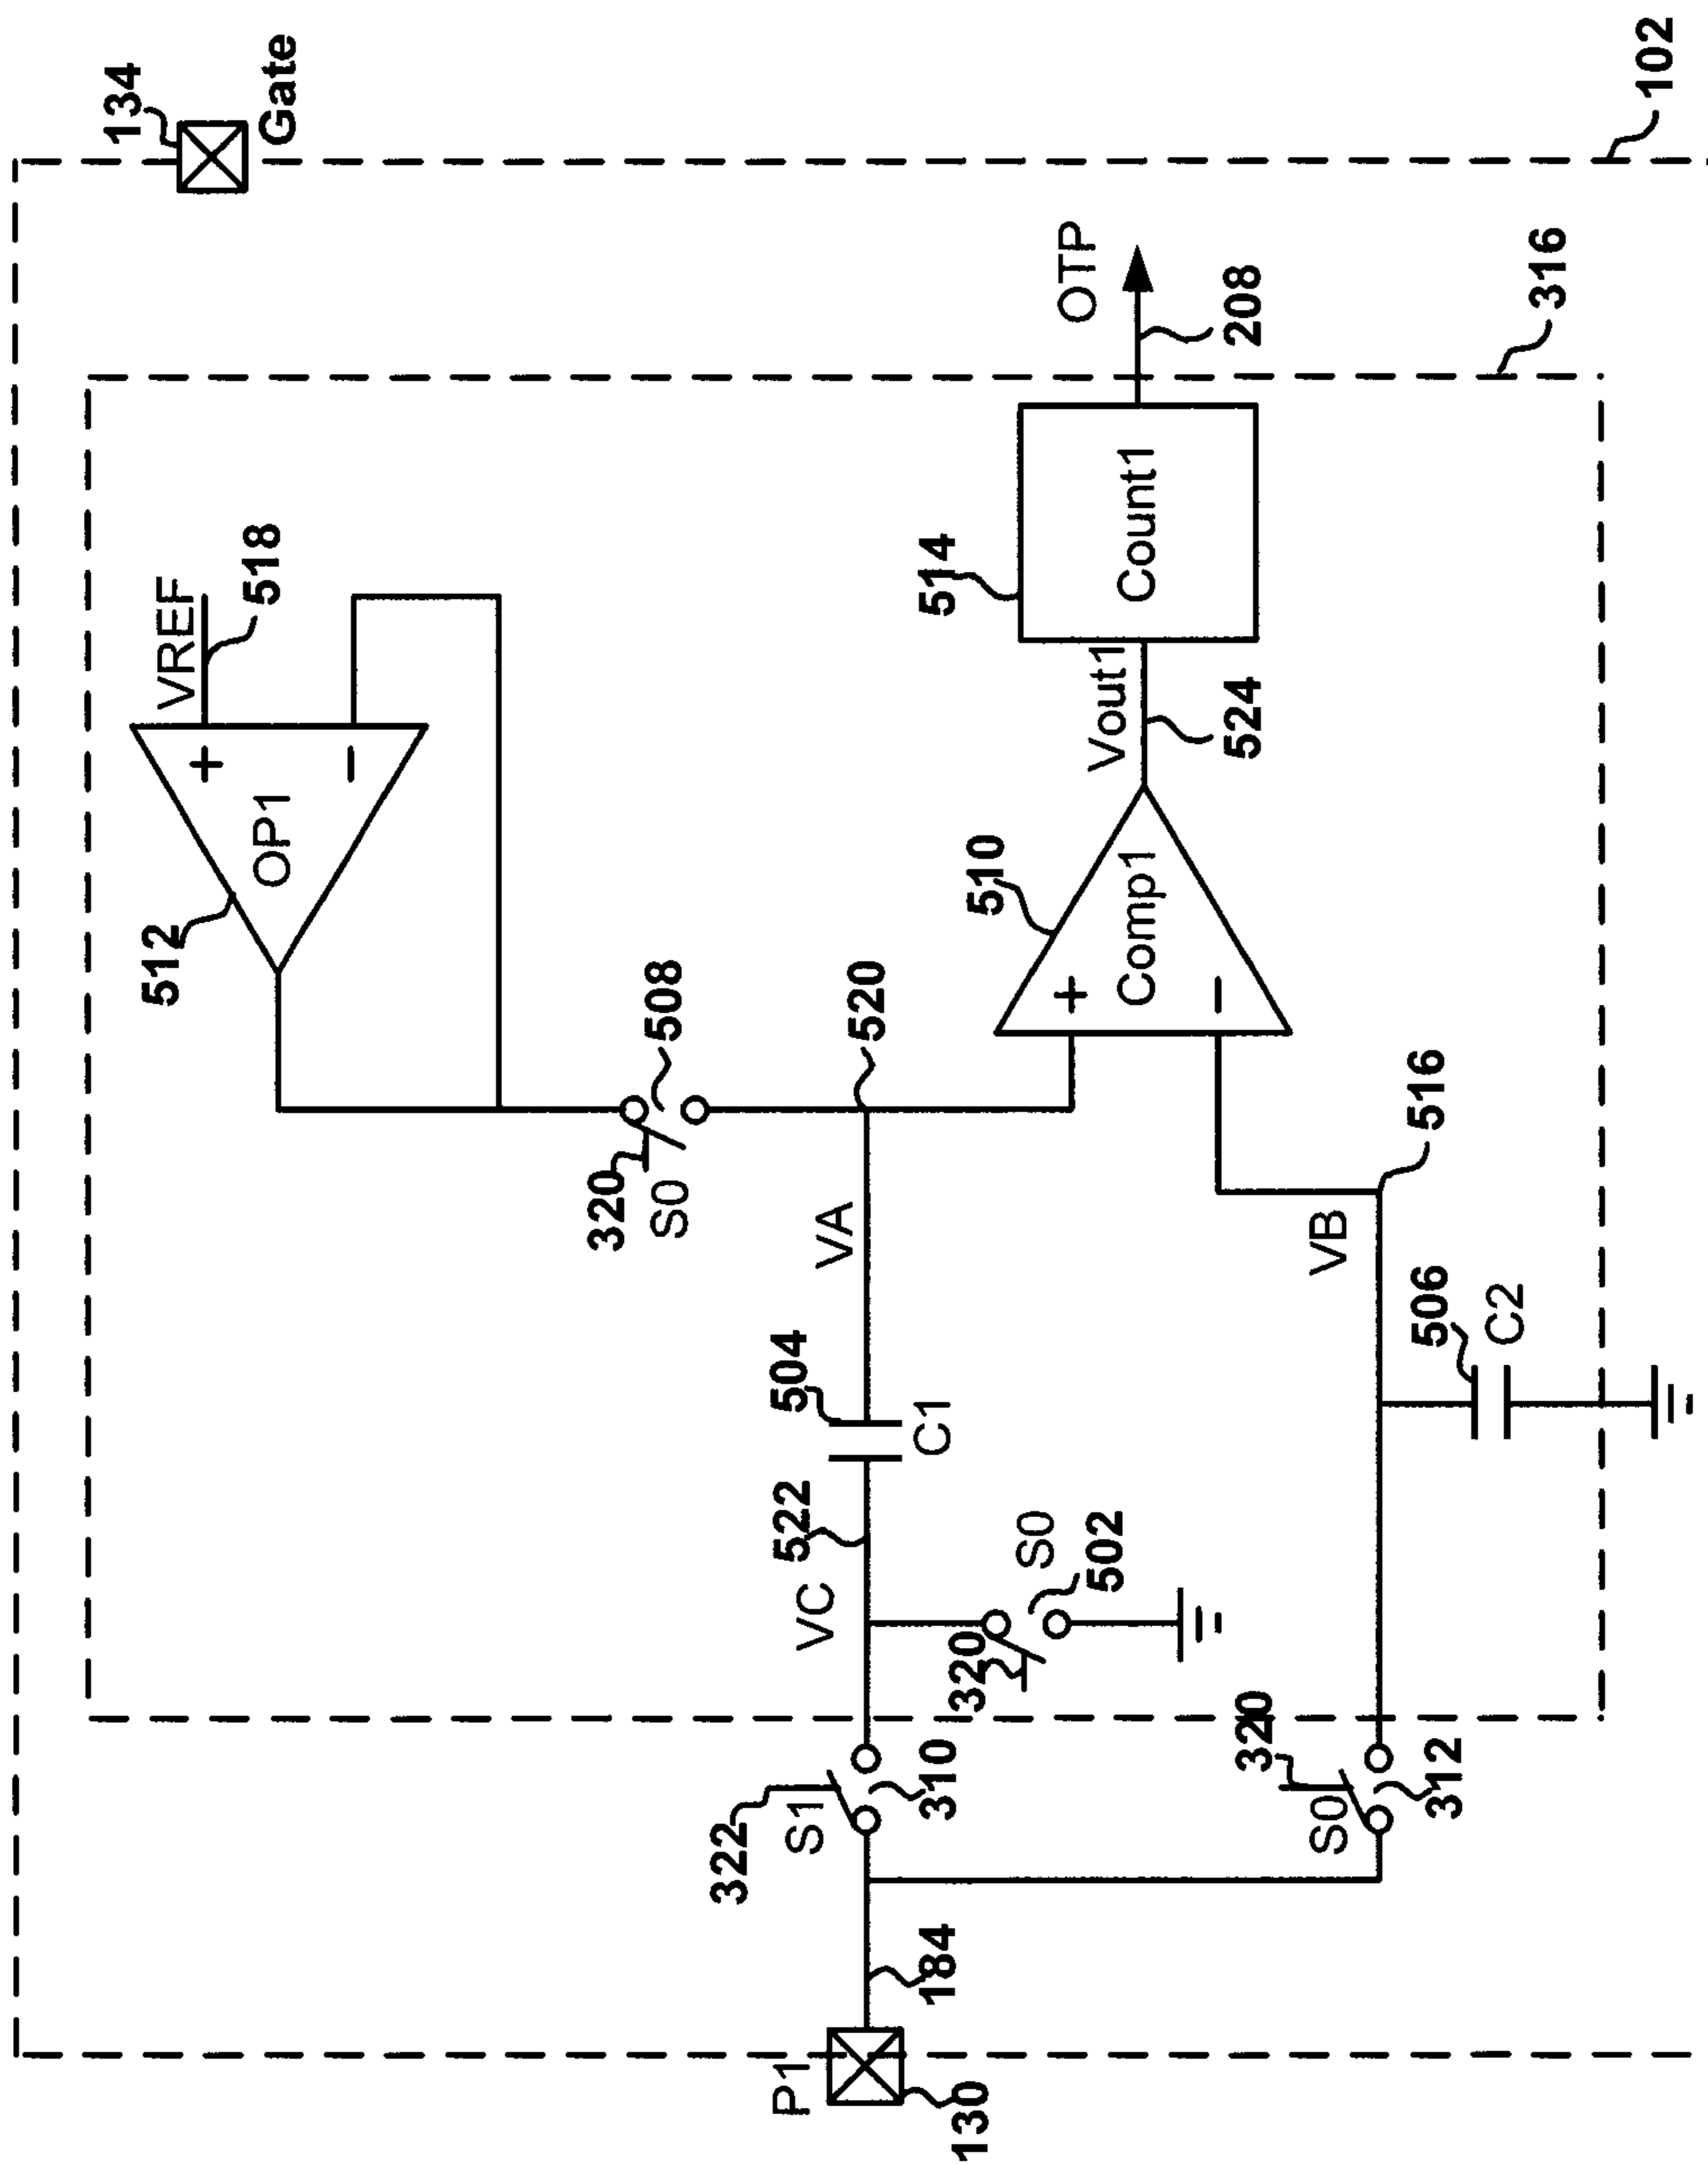 134
Gate
102
VREF
518
+
−
OP1
512
316
OTP
208
514
Count1
Vout1
524
510
Comp1
+
−
508
320
S0
520
VA
516
VB
504
C1
506
C2
522
VC
S0
502
320
322
S1
310
320
S0
312
184
P1
130